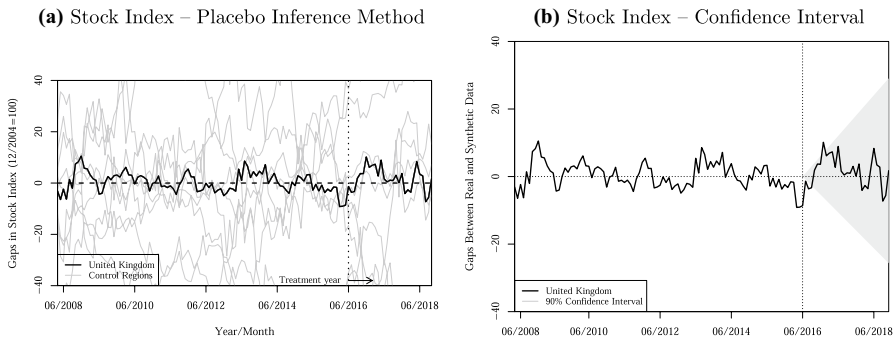 (a) Stock Index – Placebo Inference Method
Gaps in Stock Index (12/2004=100)
40
20
0
−20
−40
United Kingdom
Control Regions
Treatment year
06/2008
06/2010
06/2012
06/2014
06/2016
06/2018
Year/Month
(b) Stock Index – Confidence Interval
Gaps Between Real and Synthetic Data
40
20
0
−20
−40
United Kingdom
90% Confidence Interval
06/2008
06/2010
06/2012
06/2014
06/2016
06/2018